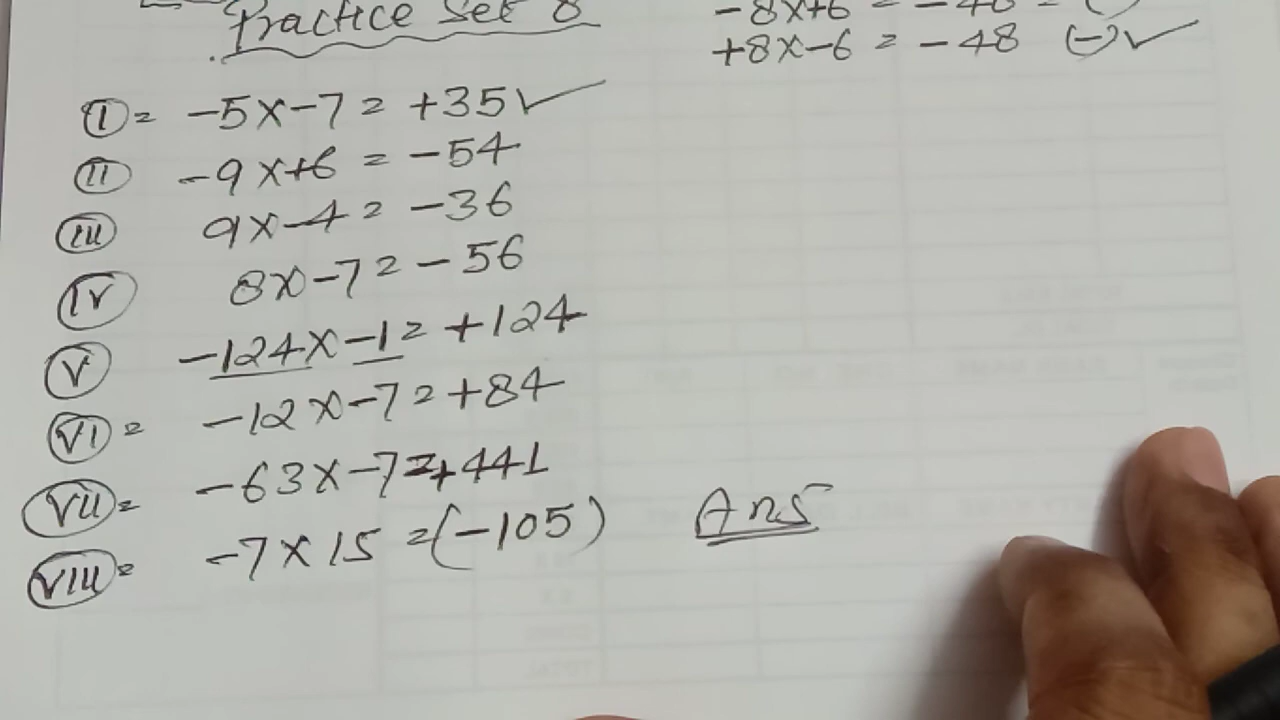 Practice Set 8
-8x+6 = -48 =
+8x-6 = -48 (-)✓
(i) = -5x-7 = +35✓
(ii) -9x+6 = -54
(iii) 9x-4 = -36
(iv) 8x-7 = -56
(v) -124x-1 = +124
(vi) = -12x-7 = +84
(vii) = -63x-7 = +441
(viii) = -7x15 = (-105) Ans